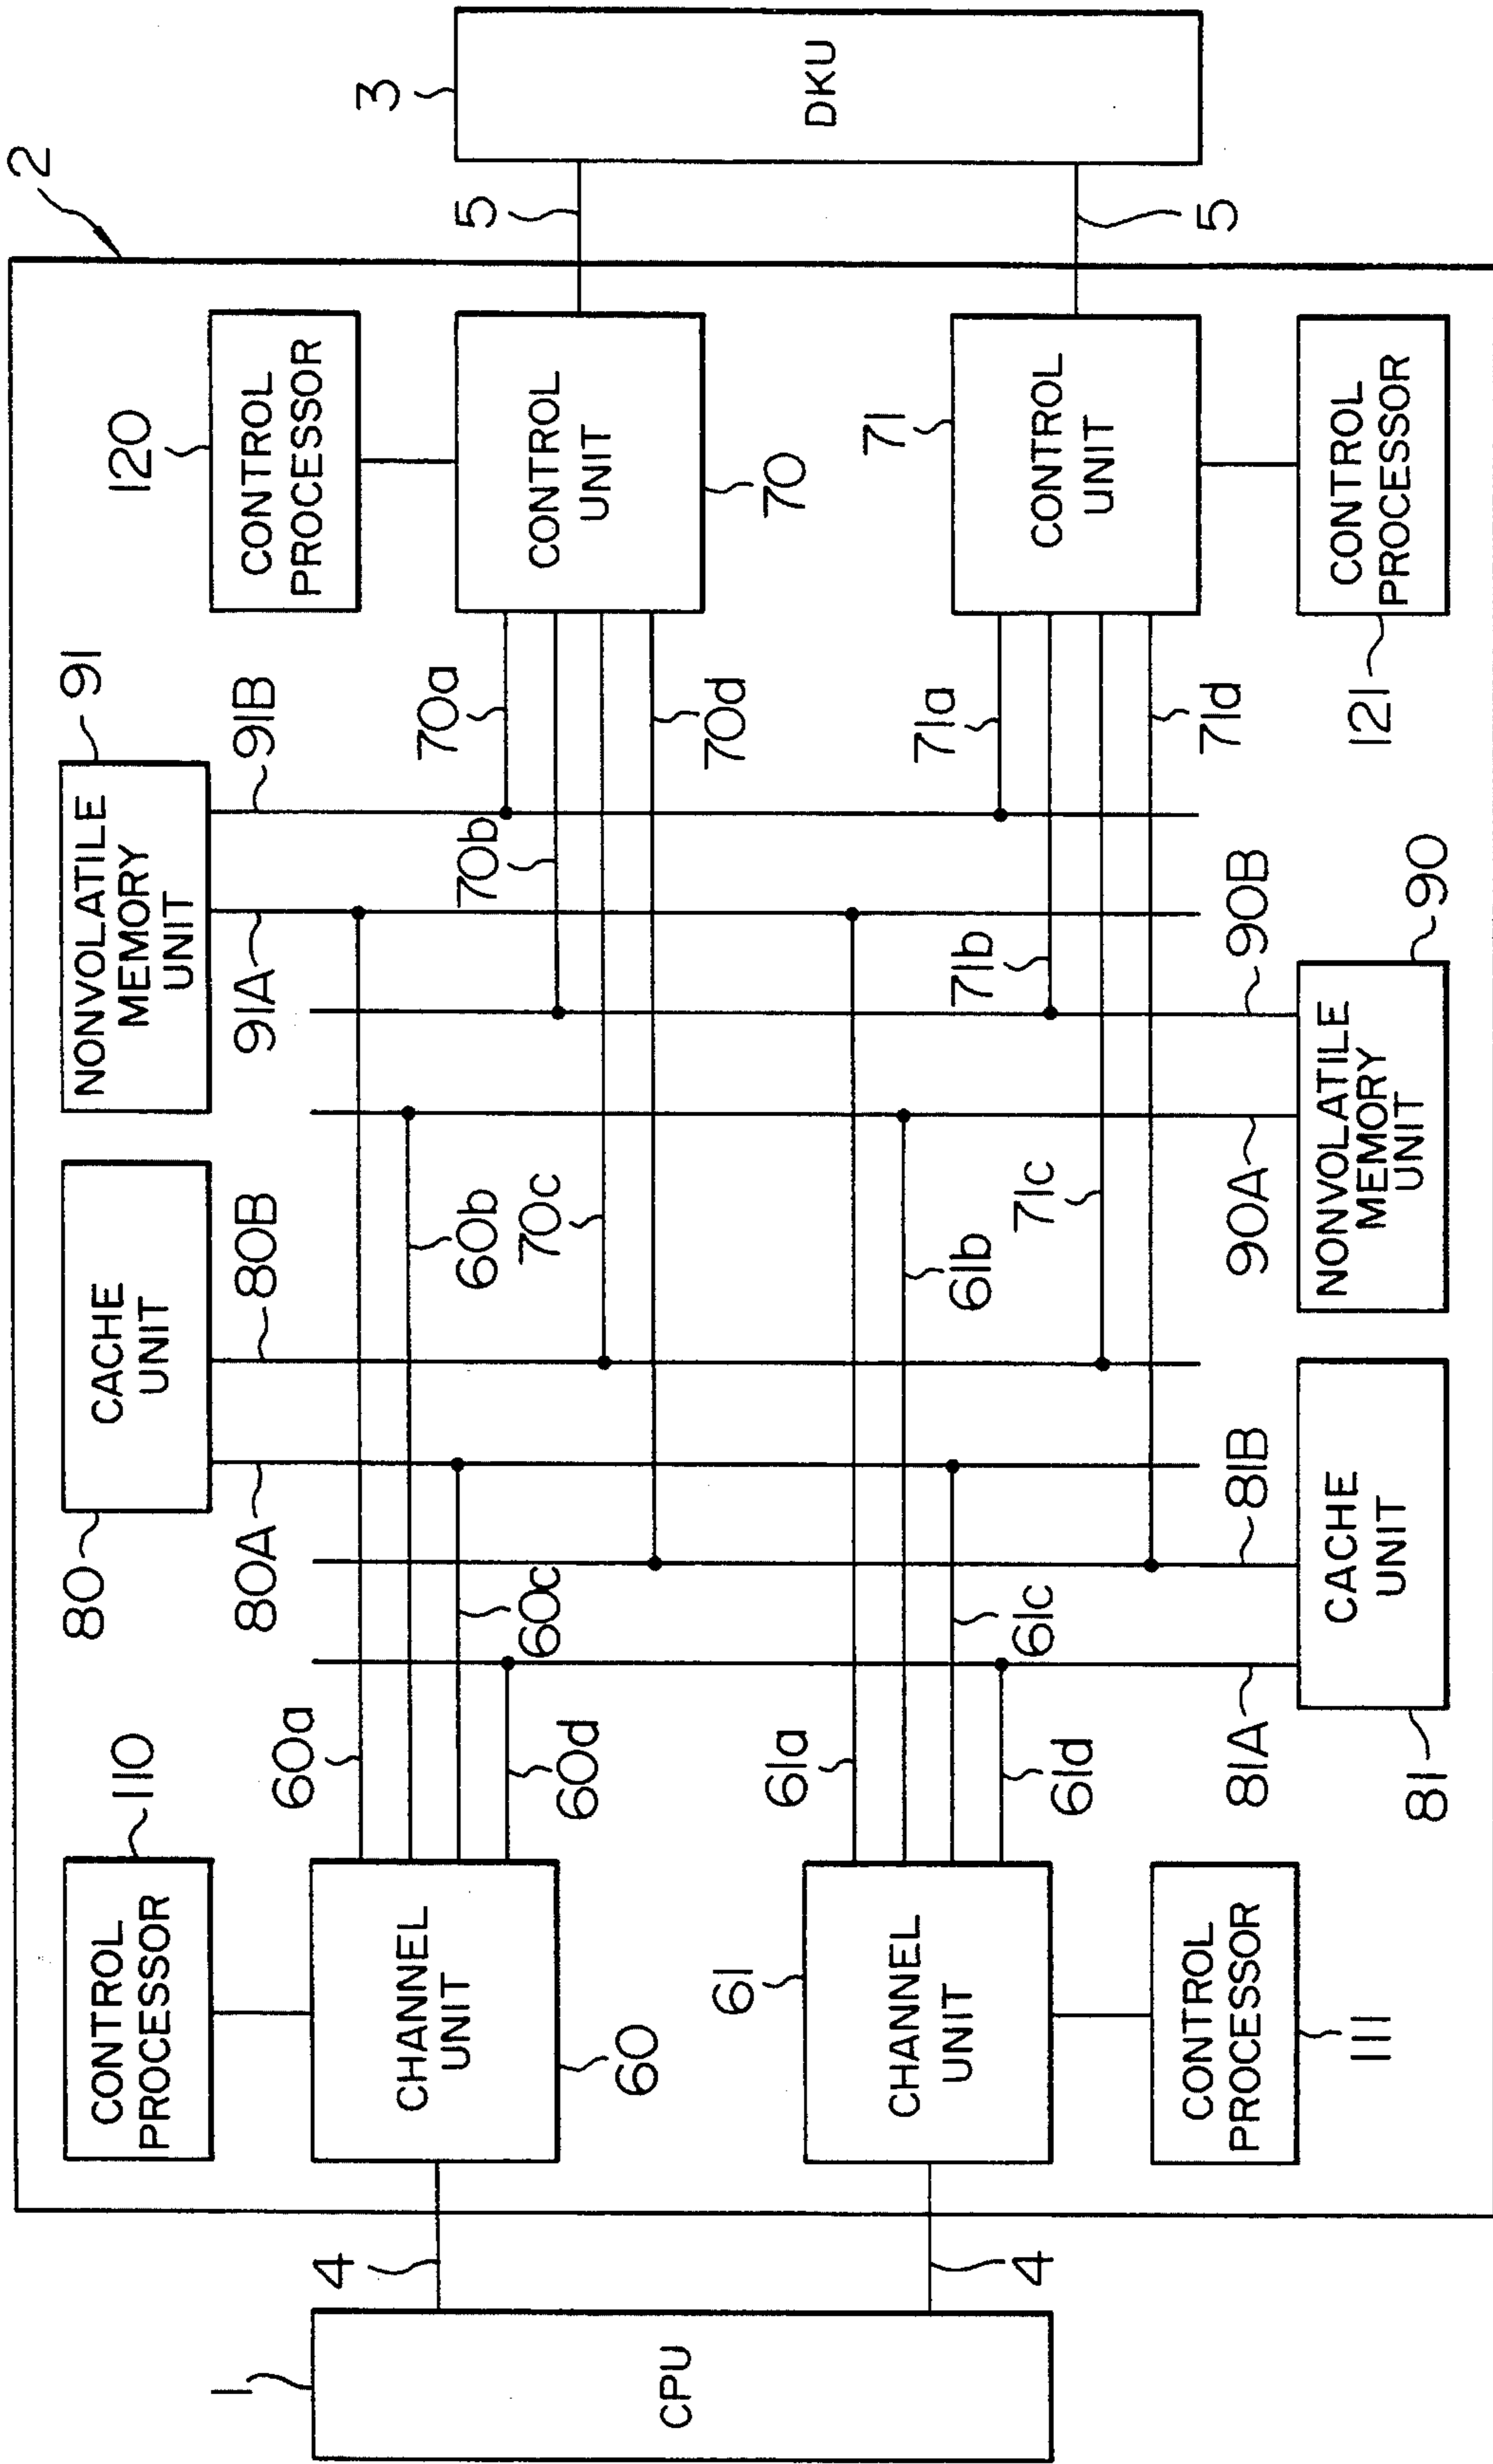 2
3
DKU
5
5
120
CONTROL
PROCESSOR
CONTROL
UNIT
70
71
CONTROL
UNIT
CONTROL
PROCESSOR
121
91
NONVOLATILE
MEMORY
UNIT
91A
91B
70a
70b
70c
70d
71a
71b
71c
71d
90
NONVOLATILE
MEMORY
UNIT
90A
90B
80
CACHE
UNIT
80A
80B
60a
60b
60c
60d
61a
61b
61c
61d
81
CACHE
UNIT
81A
81B
110
CONTROL
PROCESSOR
CHANNEL
UNIT
60
61
CHANNEL
UNIT
CONTROL
PROCESSOR
111
4
4
1
CPU